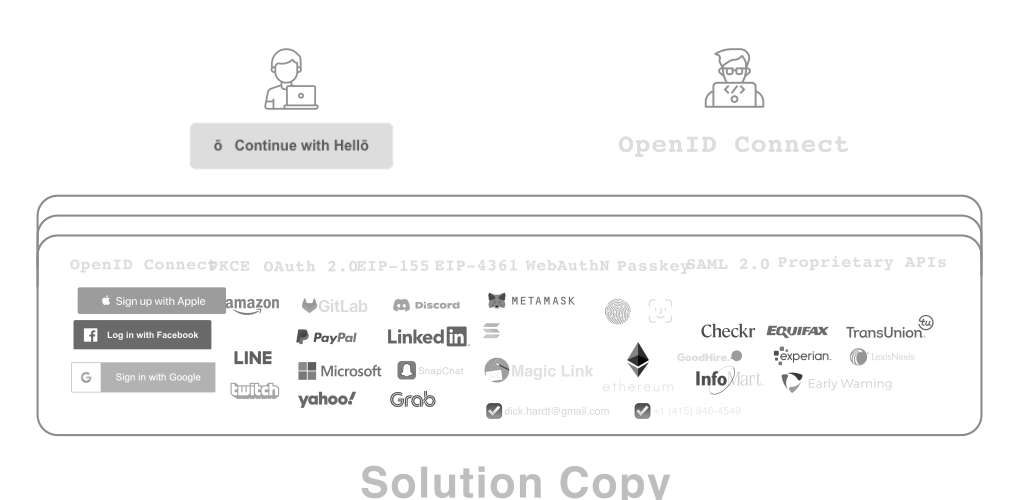 ō Continue with Hellō
OpenID Connect
OpenID Connect PKCE OAuth 2.0 EIP-155 EIP-4361 WebAuthN Passkey SAML 2.0 Proprietary APIs
Sign up with Apple
amazon
GitLab
Discord
METAMASK
Log in with Facebook
PayPal
LinkedIn
Checkr
EQUIFAX
TransUnion
tu
LINE
GoodHire.
experian.
LexisNexis
G Sign in with Google
Microsoft
SnapChat
Magic Link
ethereum
InfoMart
Early Warning
twitch
yahoo!
Grab
dick.hardt@gmail.com
+1 (415) 846-4549
Solution Copy